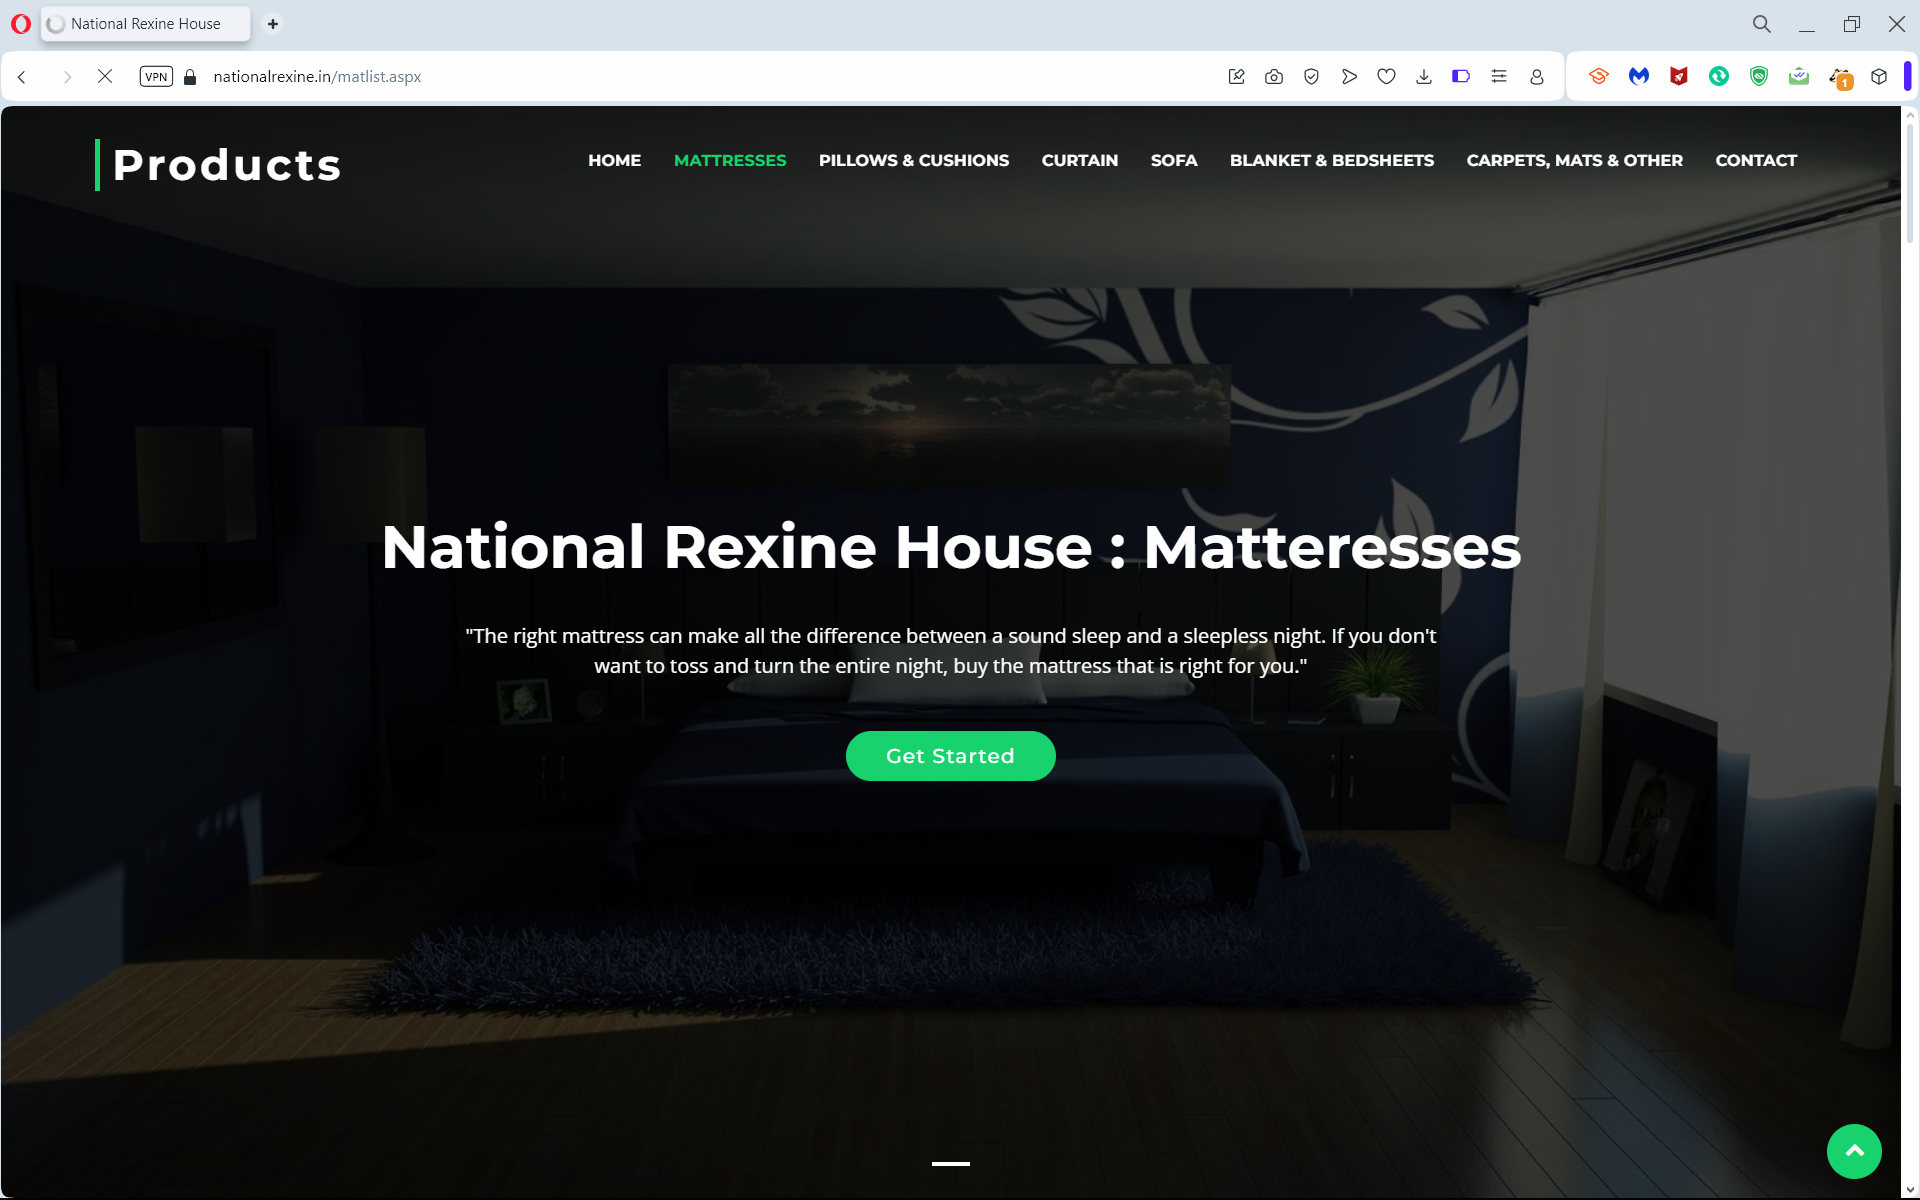 National Rexine House
VPN
nationalrexine.in/matlist.aspx
1
Products
HOME
MATTRESSES
PILLOWS & CUSHIONS
CURTAIN
SOFA
BLANKET & BEDSHEETS
CARPETS, MATS & OTHER
CONTACT
National Rexine House : Matteresses
"The right mattress can make all the difference between a sound sleep and a sleepless night. If you don't
want to toss and turn the entire night, buy the mattress that is right for you."
Get Started